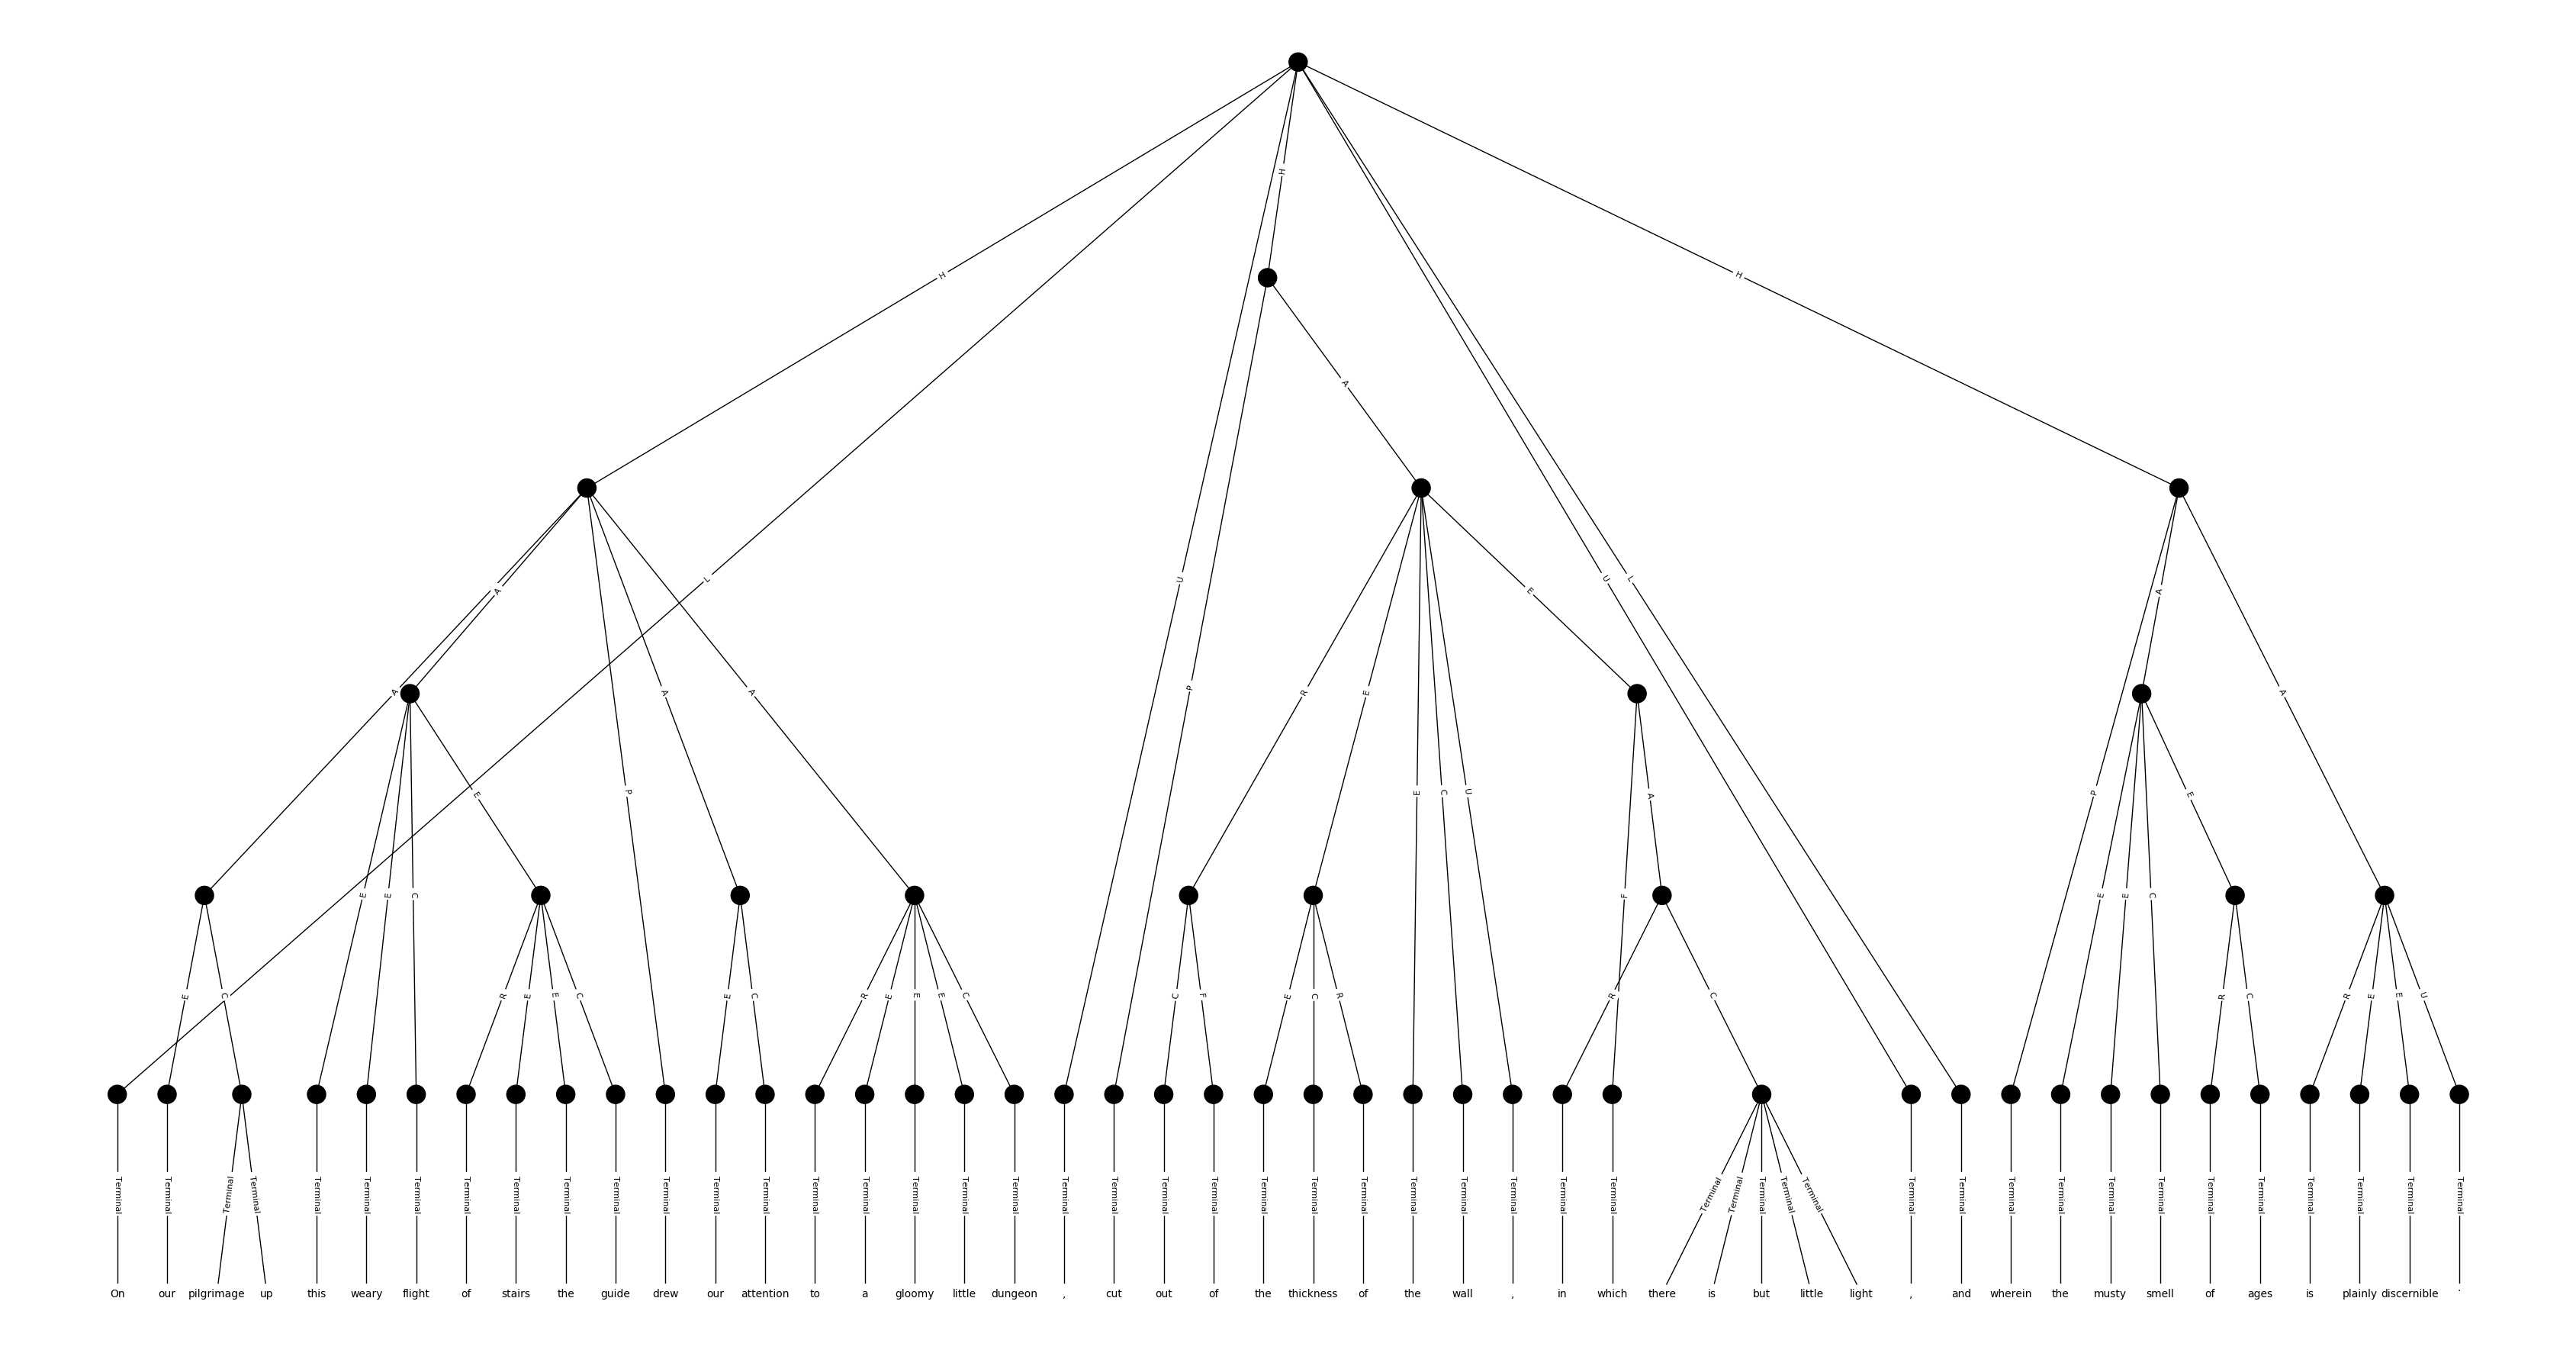 H
H
H
A
L
U
U
L
A
E
A
A
P
R
E
A
A
A
A
E
P
E
C
U
A
P
E
E
E
C
F
E
E
C
E
C
R
E
E
C
E
C
R
E
E
E
C
C
F
E
C
R
R
C
R
C
R
E
E
U
Terminal Terminal Terminal Terminal Terminal Terminal Terminal Terminal Terminal Terminal Terminal Terminal Terminal Terminal Terminal Terminal Terminal Terminal Terminal Terminal Terminal Terminal Terminal Terminal Terminal Terminal Terminal Terminal Terminal Terminal Terminal Terminal Terminal Terminal Terminal Terminal Terminal Terminal Terminal Terminal Terminal Terminal Terminal Terminal Terminal Terminal Terminal Terminal
On our pilgrimage up this weary flight of stairs the guide drew our attention to a gloomy little dungeon , cut out of the thickness of the wall , in which there is but little light , and wherein the musty smell of ages is plainly discernible .